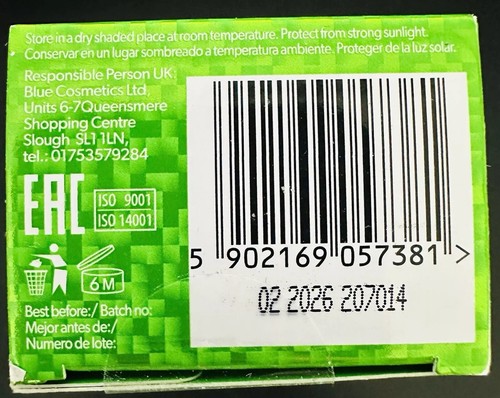 Store in a dry shaded place at room temperature. Protect from strong sunlight.
Conservar en un lugar sombreado a temperatura ambiente. Proteger de la luz solar.
Responsible Person UK:
Blue Cosmetics Ltd,
Units 6-7Queensmere
Shopping Centre
Slough SL1 1LN,
tel.: 01753579284
EAC
ISO 9001
ISO 14001
6 M
Best before:/ Batch no:
Mejor antes de:/
Numero de lote:
5 902169 057381 >
02 2026 207014